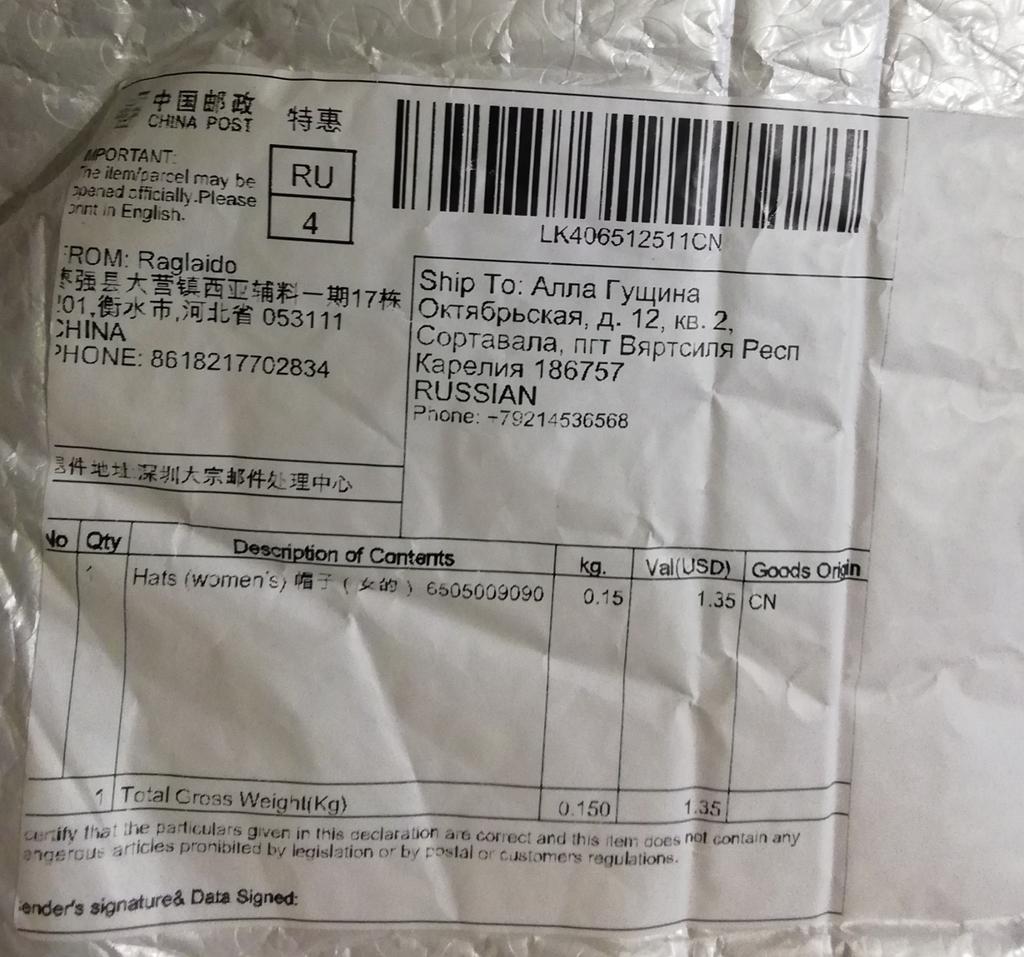 中国邮政
CHINA POST
特惠
MPORTANT:
The item/parcel may be
opened officially.Please
print in English.
RU
4
LK406512511CN
FROM: Raglaido
枣强县大营镇西亚辅料一期17栋
201,衡水市,河北省 053111
CHINA
PHONE: 8618217702834
Ship To: Алла Гущина
Октябрьская, д. 12, кв. 2,
Сортавала, пгт Вяртсиля Респ
Карелия 186757
RUSSIAN
Phone: +79214536568
件地址:深圳大宗邮件处理中心
No Qty Description of Contents kg. Val(USD) Goods Origin
1 Hats (women's) 帽子（女的）6505009090 0.15 1.35 CN
1 Total Gross Weight(Kg) 0.150 1.35
certify that the particulars given in this declaration are correct and this item does not contain any
angerous articles prohibited by legislation or by postal or customers regulations.
ender's signature& Data Signed: